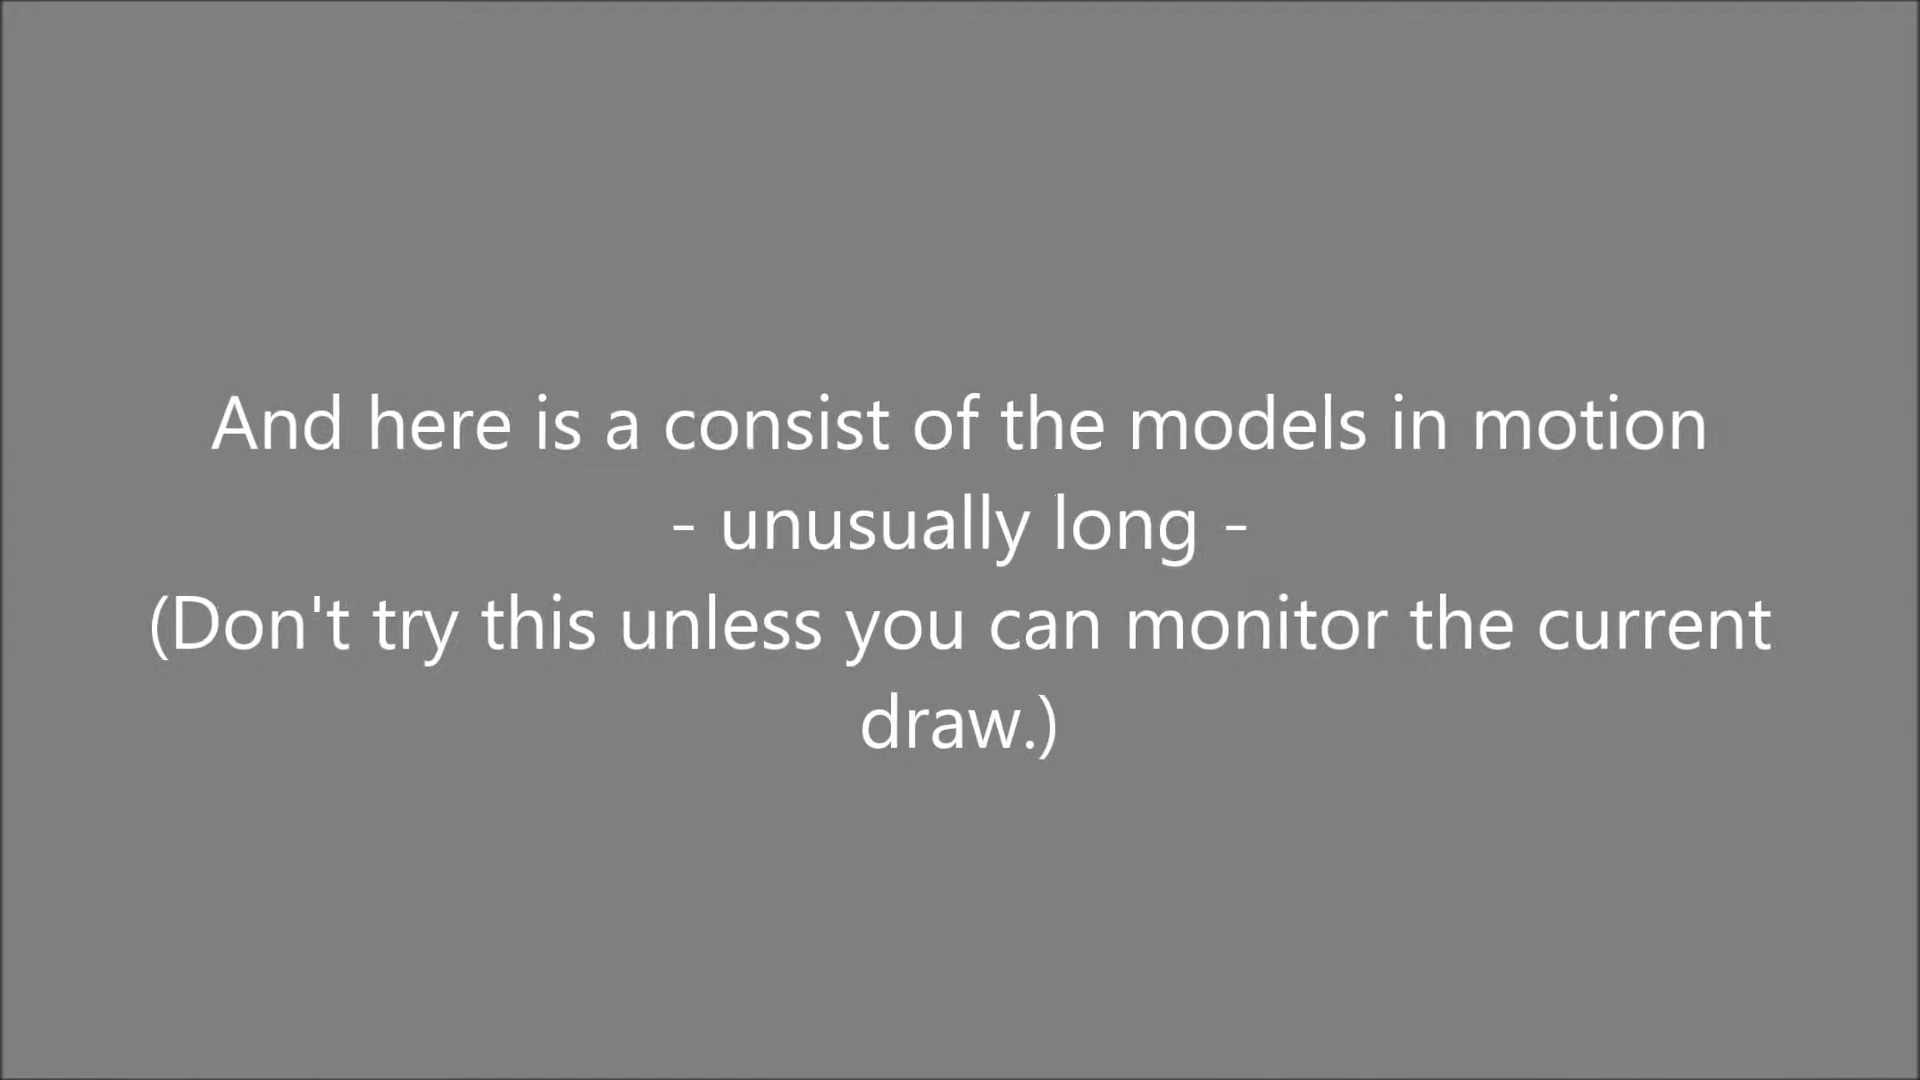 And here is a consist of the models in motion
- unusually long -
(Don't try this unless you can monitor the current
draw.)